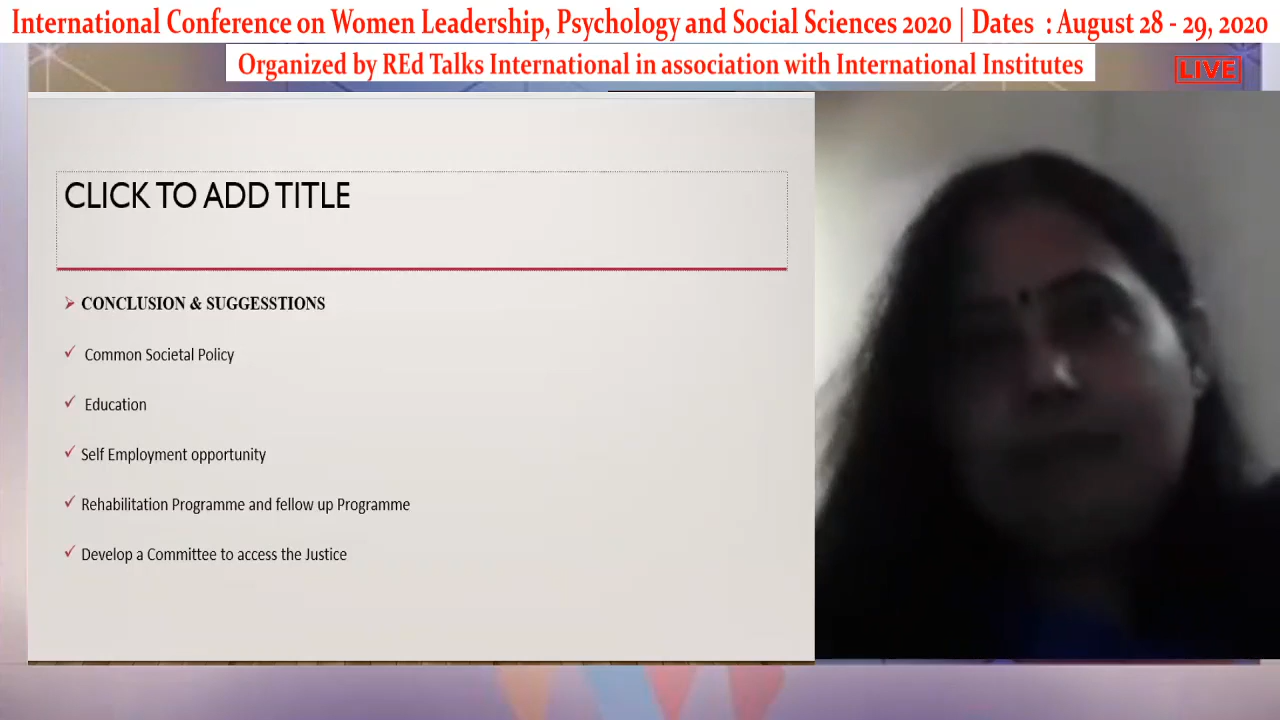 International Conference on Women Leadership, Psychology and Social Sciences 2020 | Dates : August 28 - 29, 2020
Organized by REd Talks International in association with International Institutes
LIVE
CLICK TO ADD TITLE
CONCLUSION & SUGGESSTIONS
Common Societal Policy
Education
Self Employment opportunity
Rehabilitation Programme and fellow up Programme
Develop a Committee to access the Justice